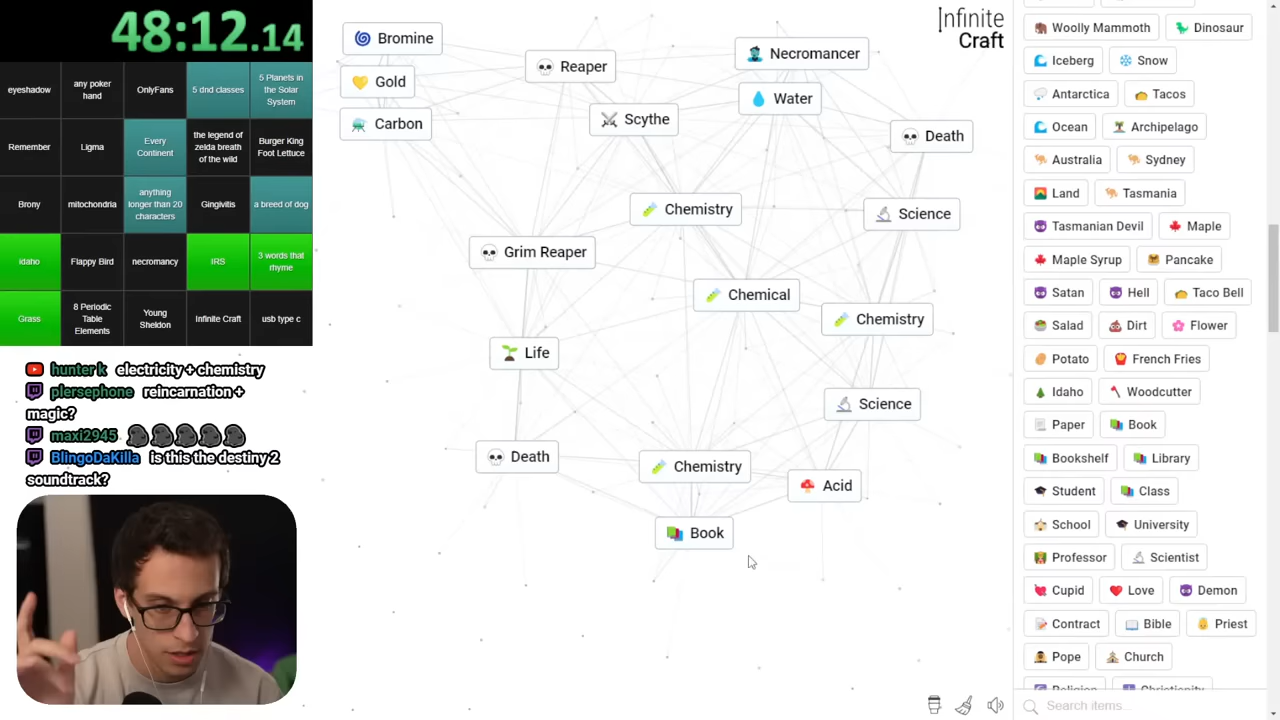 48:12.14
eyeshadow
any poker
hand
OnlyFans
5 dnd classes
5 Planets in
the Solar
System
Remember
Ligma
Every
Continent
the legend of
zelda breath
of the wild
Burger King
Foot Lettuce
Brony
mitochondria
anything
longer than 20
characters
Gingivitis
a breed of dog
Idaho
Flappy Bird
necromancy
IRS
3 words that
rhyme
Grass
8 Periodic
Table
Elements
Young
Sheldon
Infinite Craft
usb type c
hunter k electricity + chemistry
plersephone reincarnation +
magic?
maxi2945
BlingoDaKilla is this the destiny 2
soundtrack?
Infinite
Craft
Bromine
Gold
Carbon
Reaper
Scythe
Necromancer
Water
Death
Chemistry
Science
Grim Reaper
Chemical
Chemistry
Life
Science
Death
Chemistry
Acid
Book
Woolly Mammoth
Dinosaur
Iceberg
Snow
Antarctica
Tacos
Ocean
Archipelago
Australia
Sydney
Land
Tasmania
Tasmanian Devil
Maple
Maple Syrup
Pancake
Satan
Hell
Taco Bell
Salad
Dirt
Flower
Potato
French Fries
Idaho
Woodcutter
Paper
Book
Bookshelf
Library
Student
Class
School
University
Professor
Scientist
Cupid
Love
Demon
Contract
Bible
Priest
Pope
Church
Religion
Christianity
Search items...